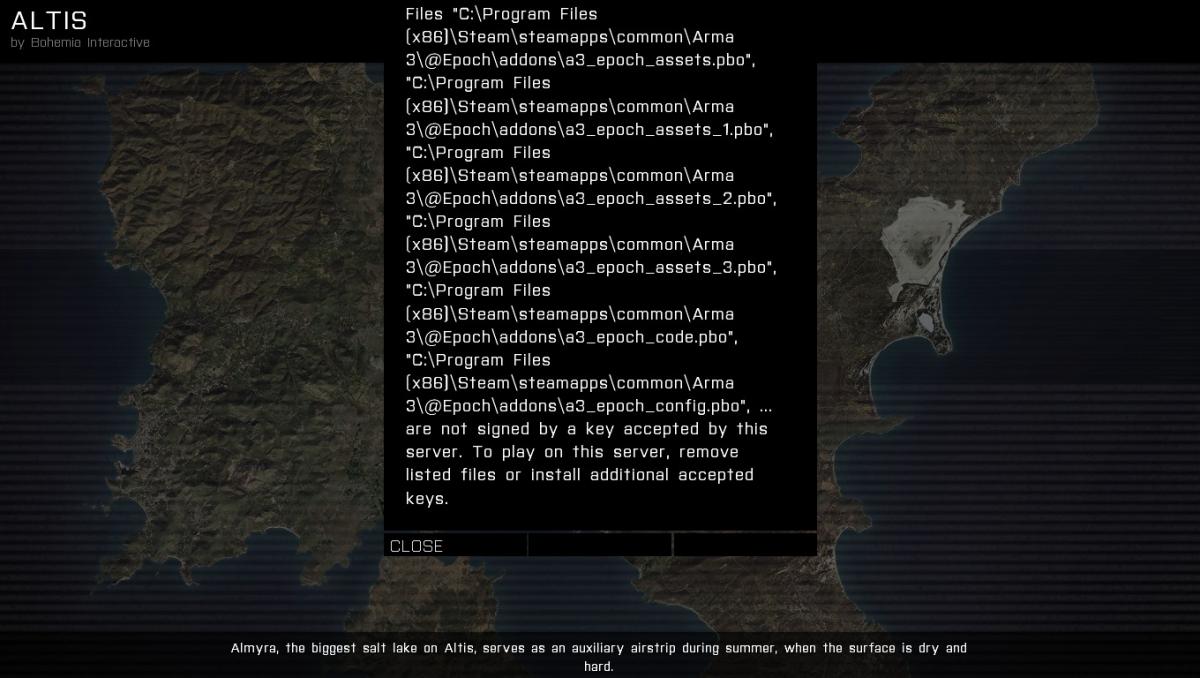 ALTIS
by Bohemia Interactive
Files "C:\Program Files
(x86)\Steam\steamapps\common\Arma
3\@Epoch\addons\a3_epoch_assets.pbo",
"C:\Program Files
(x86)\Steam\steamapps\common\Arma
3\@Epoch\addons\a3_epoch_assets_1.pbo",
"C:\Program Files
(x86)\Steam\steamapps\common\Arma
3\@Epoch\addons\a3_epoch_assets_2.pbo",
"C:\Program Files
(x86)\Steam\steamapps\common\Arma
3\@Epoch\addons\a3_epoch_assets_3.pbo",
"C:\Program Files
(x86)\Steam\steamapps\common\Arma
3\@Epoch\addons\a3_epoch_code.pbo",
"C:\Program Files
(x86)\Steam\steamapps\common\Arma
3\@Epoch\addons\a3_epoch_config.pbo", ...
are not signed by a key accepted by this
server. To play on this server, remove
listed files or install additional accepted
keys.
CLOSE
Almyra, the biggest salt lake on Altis, serves as an auxiliary airstrip during summer, when the surface is dry and
hard.